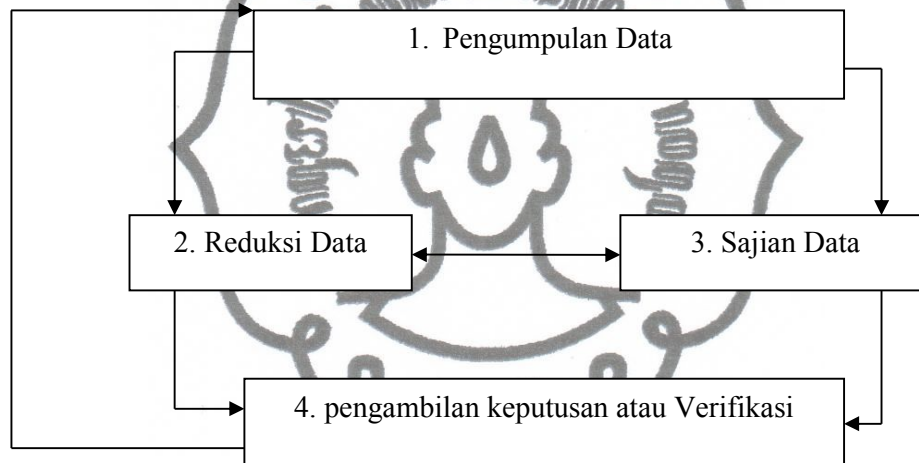 1. Pengumpulan Data
2. Reduksi Data
3. Sajian Data
4. pengambilan keputusan atau Verifikasi